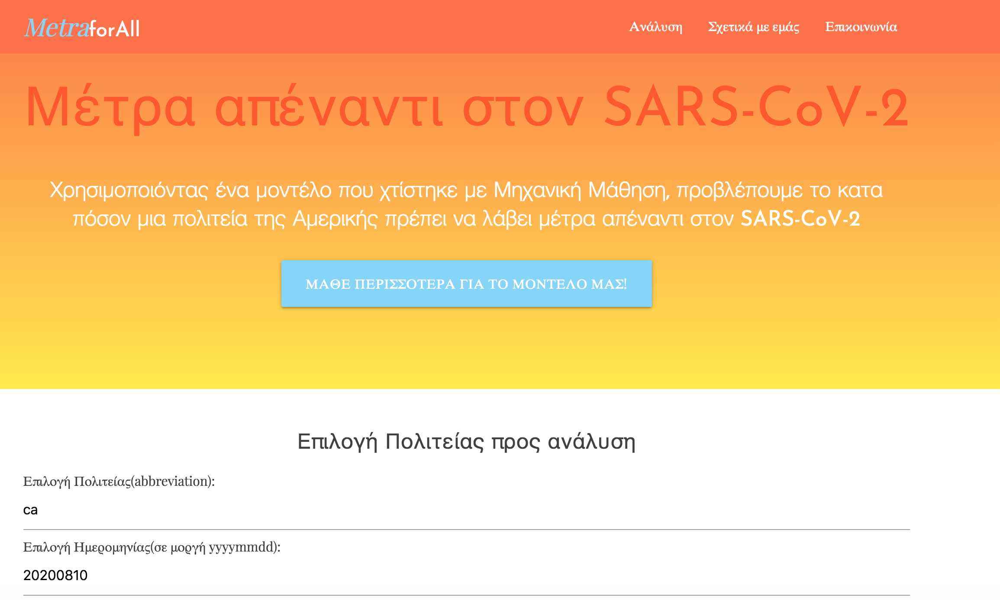 MetraforAll
Ανάλυση Σχετικά με εμάς Επικοινωνία
Μέτρα απέναντι στον SARS-CoV-2
Χρησιμοποιόντας ένα μοντέλο που χτίστηκε με Μηχανική Μάθηση, προβλέπουμε το κατα
πόσον μια πολιτεία της Αμερικής πρέπει να λάβει μέτρα απέναντι στον SARS-CoV-2
ΜΑΘΕ ΠΕΡΙΣΣΟΤΕΡΑ ΓΙΑ ΤΟ ΜΟΝΤΕΛΟ ΜΑΣ!
Επιλογή Πολιτείας προς ανάλυση
Επιλογή Πολιτείας(abbreviation):
ca
Επιλογή Ημερομηνίας(σε μοργή yyyymmdd):
20200810